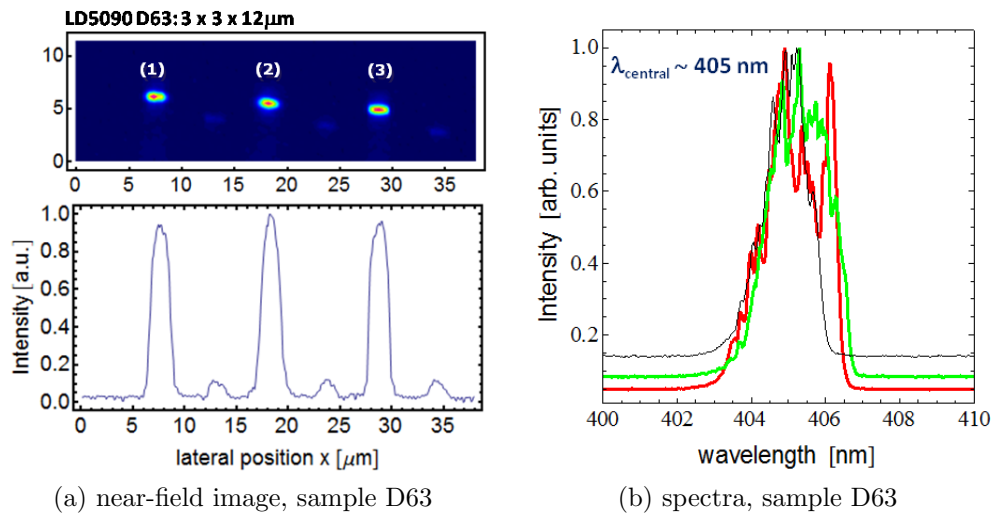 LD5090 D63: 3 x 3 x 12μm
10
5
0
(1) (2) (3)
0 5 10 15 20 25 30 35
Intensity [a.u.]
1.0
0.8
0.6
0.4
0.2
0.0
0 5 10 15 20 25 30 35
lateral position x [μm]
(a) near-field image, sample D63
λcentral ~ 405 nm
Intensity [arb. units]
1.0
0.8
0.6
0.4
0.2
400 402 404 406 408 410
wavelength [nm]
(b) spectra, sample D63